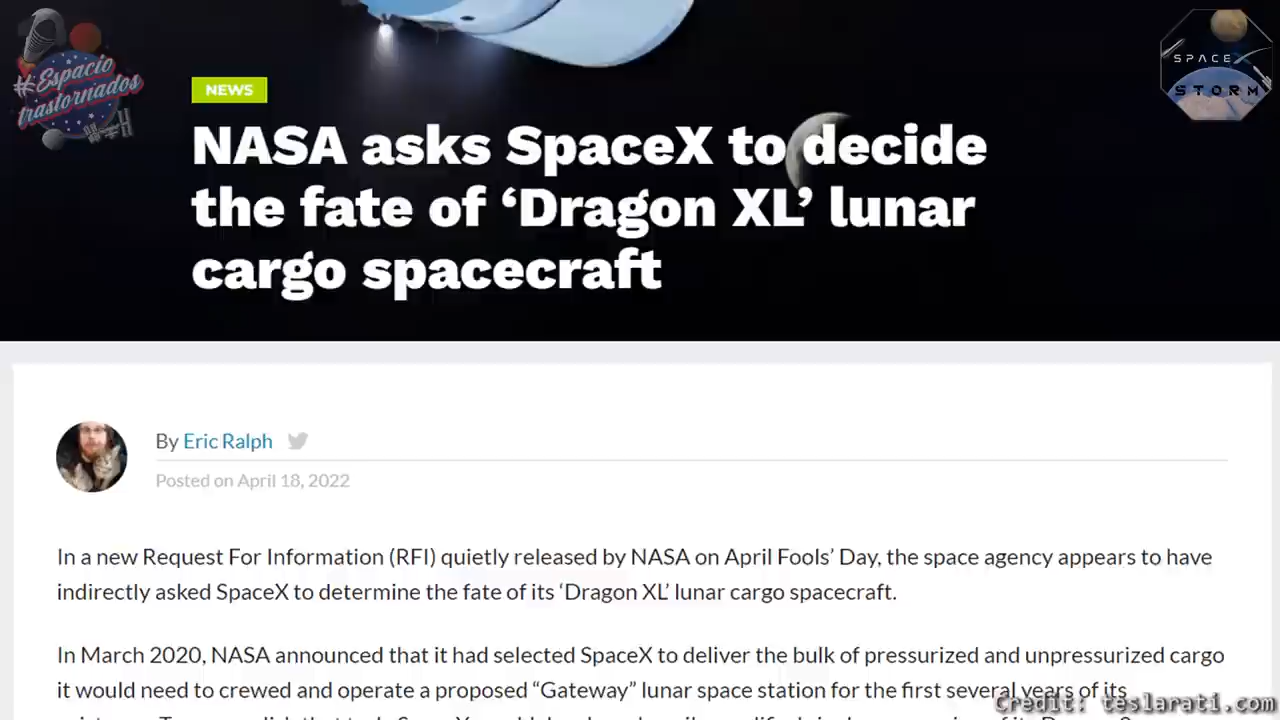 #Espacio
trastornados
SPACE X
STORM
NEWS
NASA asks SpaceX to decide
the fate of ‘Dragon XL’ lunar
cargo spacecraft
By Eric Ralph
Posted on April 18, 2022
In a new Request For Information (RFI) quietly released by NASA on April Fools’ Day, the space agency appears to have
indirectly asked SpaceX to determine the fate of its ‘Dragon XL’ lunar cargo spacecraft.
In March 2020, NASA announced that it had selected SpaceX to deliver the bulk of pressurized and unpressurized cargo
it would need to crewed and operate a proposed “Gateway” lunar space station for the first several years of its
Credit: teslarati.com